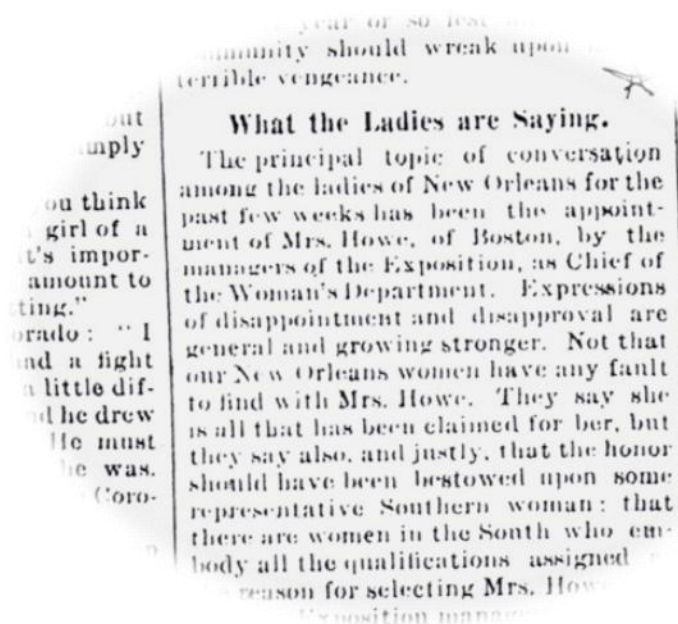 year or so
should wreak upon
terrible vengeance.
out
you think
girl of a
amount to
"I
and a fight
a little dif-
he drew
He must
he was.
Coro-
What the Ladies are Saying.
The principal topic of conversation
among the ladies of New Orleans for the
past few weeks has been the appoint-
ment of Mrs. Howe, of Boston, by the
managers of the Exposition, as Chief of
the Woman's Department. Expressions
of disappointment and disapproval are
general and growing stronger. Not that
our New Orleans women have any fault
to find with Mrs. Howe. They say she
is all that has been claimed for her, but
they say also, and justly, that the honor
should have been bestowed upon some
representative Southern woman; that
there are women in the South who em-
body all the qualifications assigned
reason for selecting Mrs. How
Exposition